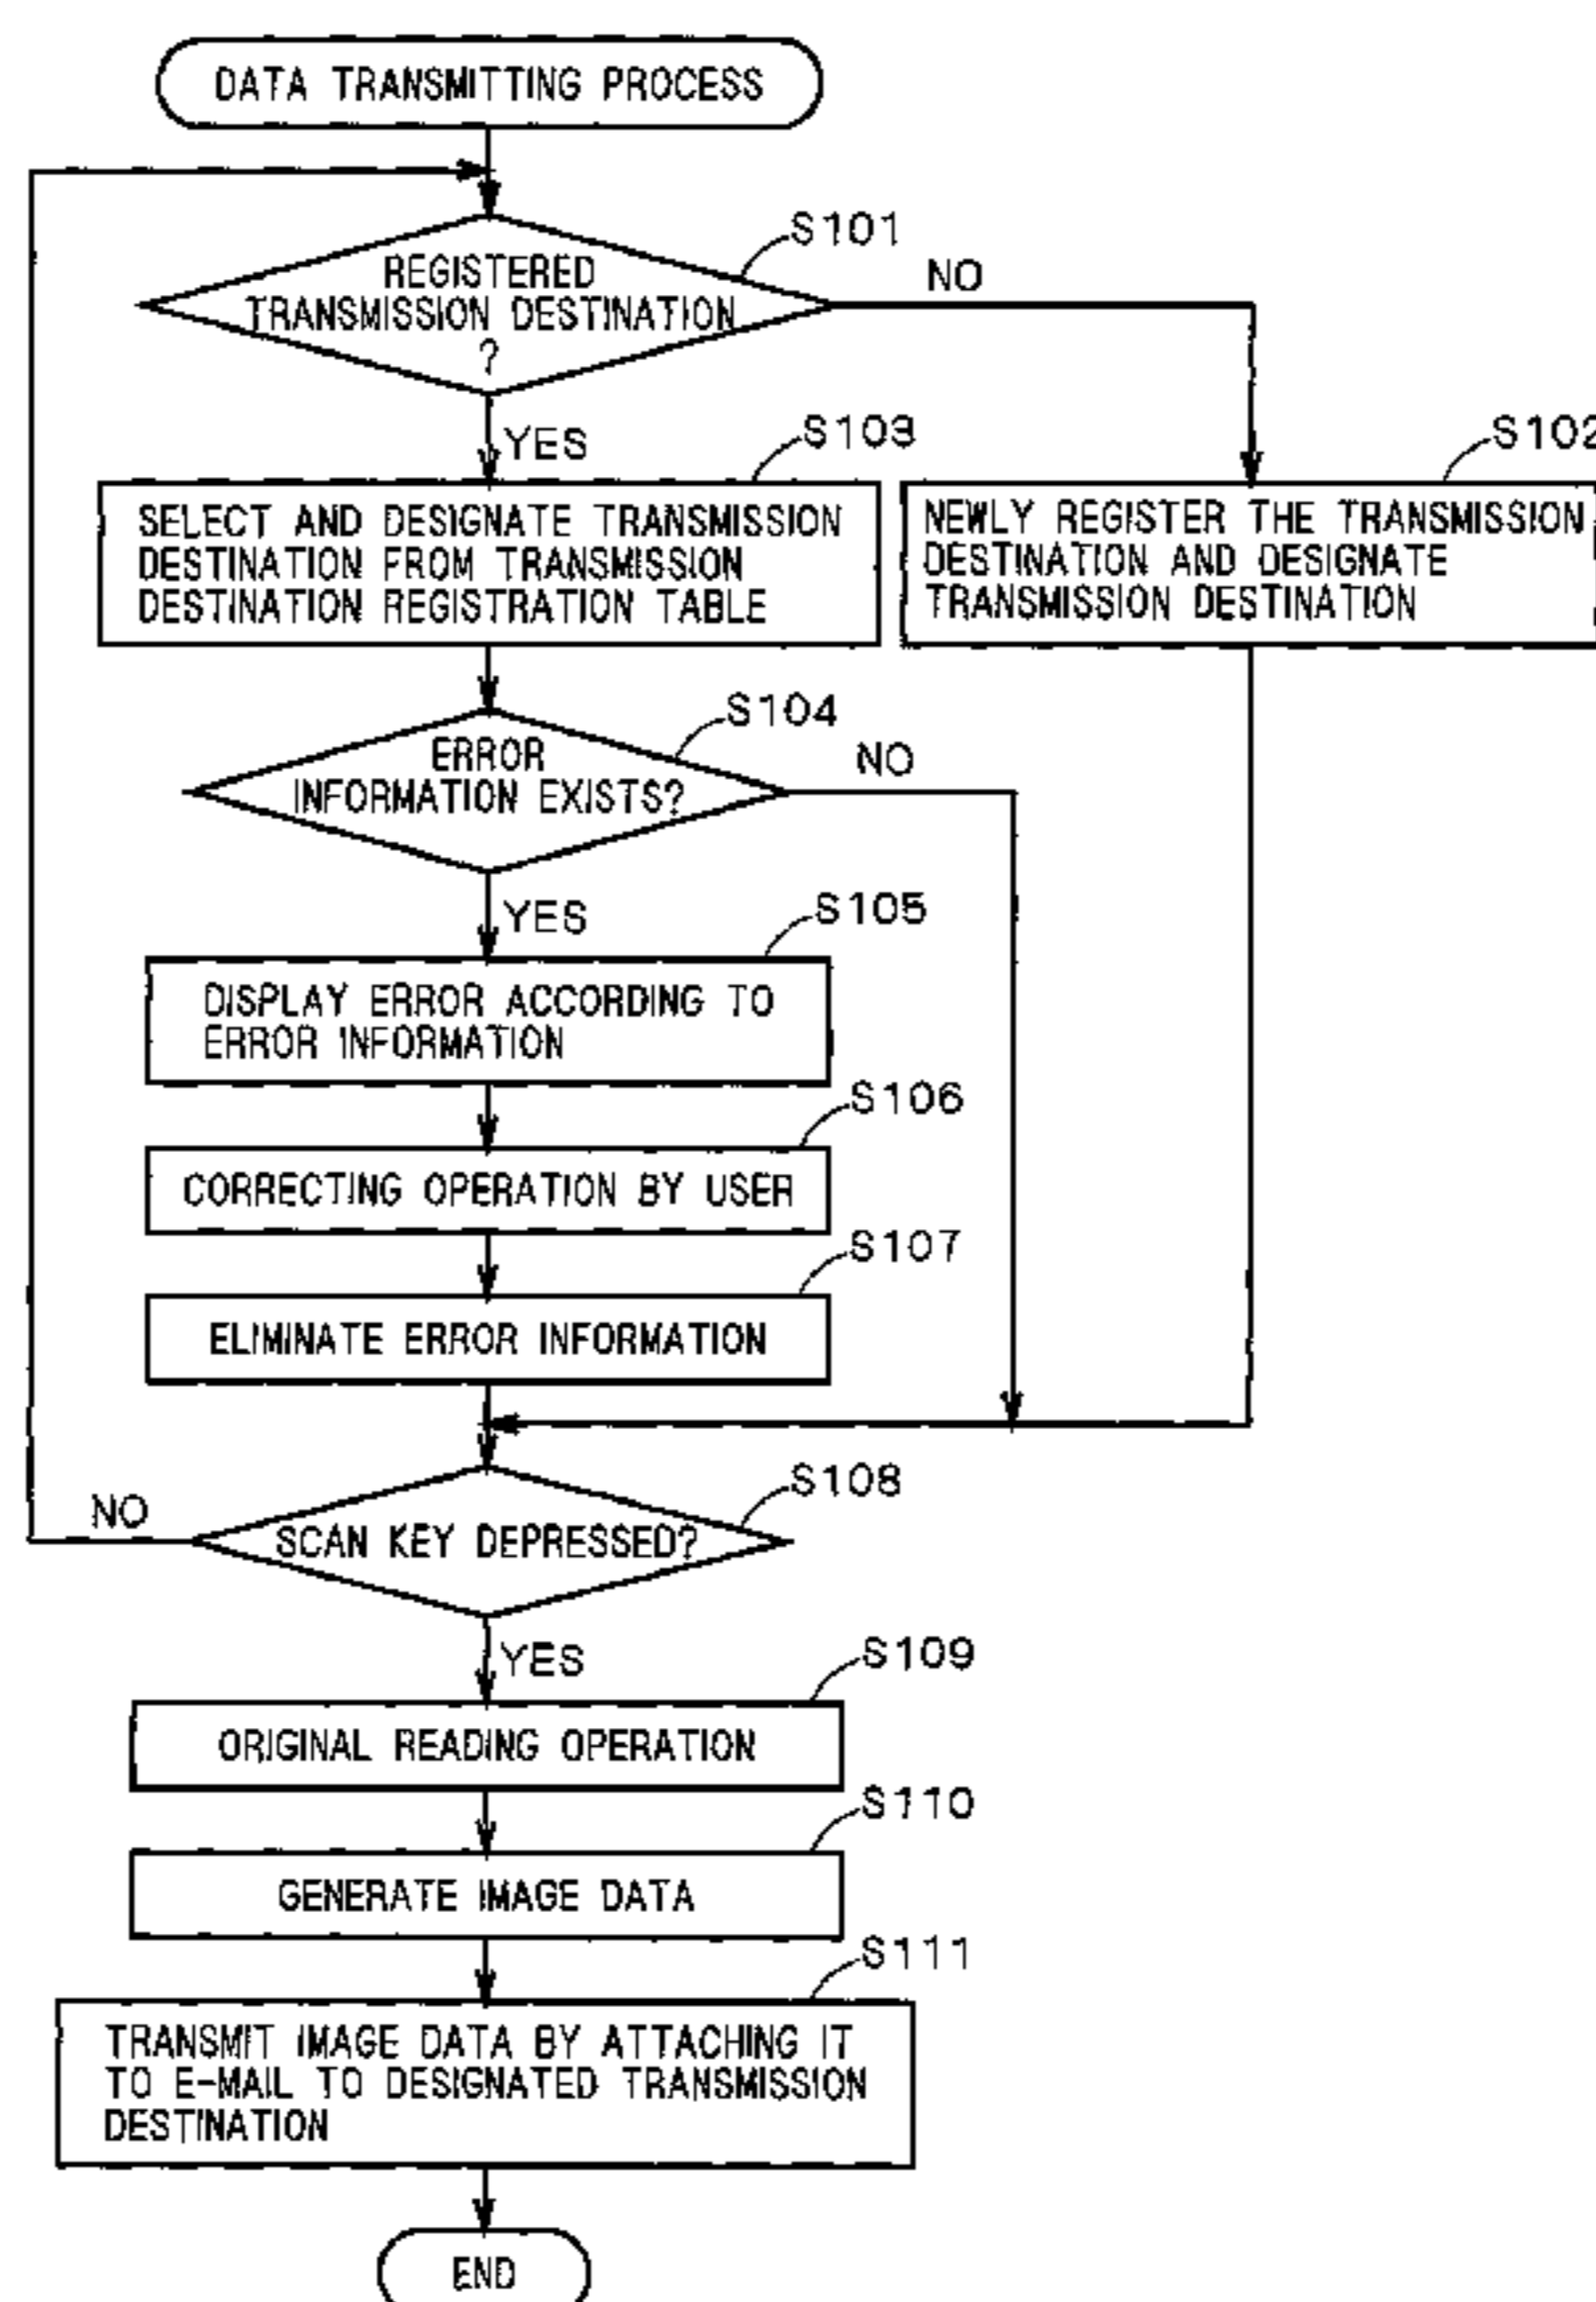 DATA TRANSMITTING PROCESS
S101
REGISTERED
TRANSMISSION DESTINATION
?
NO
YES
S103
SELECT AND DESIGNATE TRANSMISSION
DESTINATION FROM TRANSMISSION
DESTINATION REGISTRATION TABLE
S102
NEWLY REGISTER THE TRANSMISSION
DESTINATION AND DESIGNATE
TRANSMISSION DESTINATION
S104
ERROR
INFORMATION EXISTS?
NO
YES
S105
DISPLAY ERROR ACCORDING TO
ERROR INFORMATION
S106
CORRECTING OPERATION BY USER
S107
ELIMINATE ERROR INFORMATION
S108
SCAN KEY DEPRESSED?
NO
YES
S109
ORIGINAL READING OPERATION
S110
GENERATE IMAGE DATA
S111
TRANSMIT IMAGE DATA BY ATTACHING IT
TO E-MAIL TO DESIGNATED TRANSMISSION
DESTINATION
END